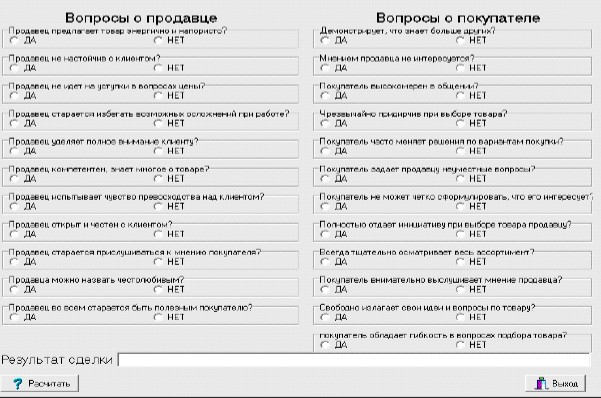 Вопросы о продавце
Продавец предлагает товар энергично и напористо?
ДА НЕТ
Продавец не настойчив с клиентом?
ДА НЕТ
Продавец не идет на уступки в вопросах цены?
ДА НЕТ
Продавец старается избегать возможных осложнений при работе?
ДА НЕТ
Продавец уделяет полное внимание клиенту?
ДА НЕТ
Продавец компетентен, знает многое о товаре?
ДА НЕТ
Продавец испытывает чувство превосходства над клиентом?
ДА НЕТ
Продавец открыт и честен с клиентом?
ДА НЕТ
Продавец старается прислушиваться к мнению покупателя?
ДА НЕТ
Продавца можно назвать честолюбивым?
ДА НЕТ
Продавец во всем старается быть полезным покупателю?
ДА НЕТ
Вопросы о покупателе
Демонстрирует, что знает больше других?
ДА НЕТ
Мнением продавца не интересуется?
ДА НЕТ
Покупатель высокомерен в общении?
ДА НЕТ
Чрезвычайно придирчив при выборе товара?
ДА НЕТ
Покупатель часто меняет решения по вариантам покупки?
ДА НЕТ
Покупатель задает продавцу неуместные вопросы?
ДА НЕТ
Покупатель не может четко сформулировать, что его интересует?
ДА НЕТ
Полностью отдает инициативу при выборе товара продавцу?
ДА НЕТ
Всегда тщательно осматривает весь ассортимент?
ДА НЕТ
Покупатель внимательно выслушивает мнение продавца?
ДА НЕТ
Свободно излагает свои идеи и вопросы по товару?
ДА НЕТ
покупатель обладает гибкость в вопросах подбора товара?
ДА НЕТ
Результат сделки
? Расчитать
Выход